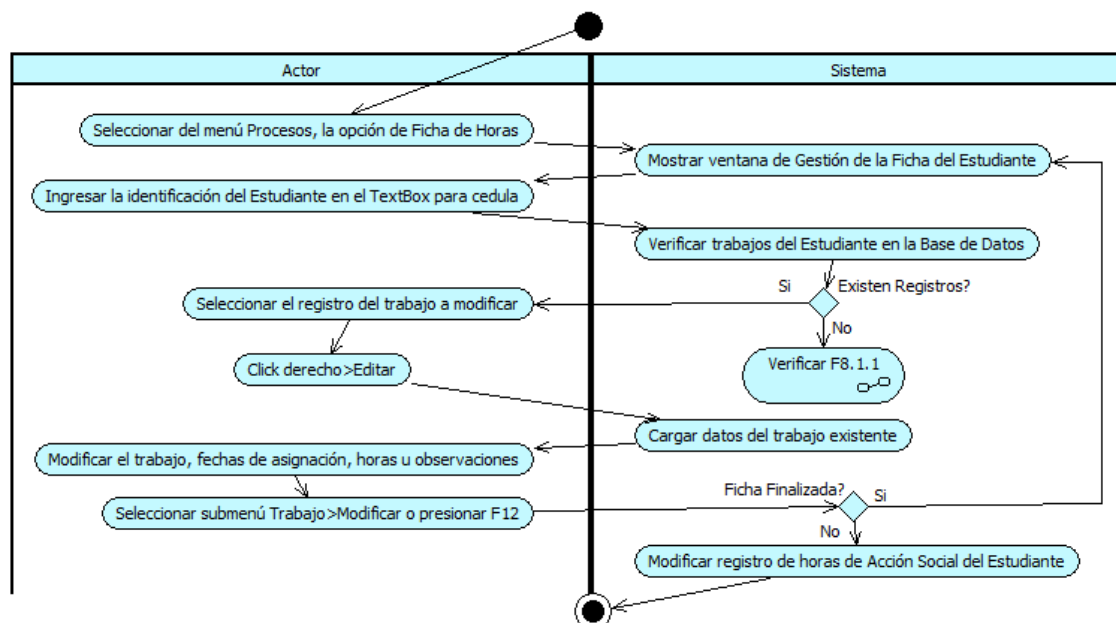 Actor
Sistema
Seleccionar del menú Procesos, la opción de Ficha de Horas
Mostrar ventana de Gestión de la Ficha del Estudiante
Ingresar la identificación del Estudiante en el TextBox para cedula
Verificar trabajos del Estudiante en la Base de Datos
Si
Existen Registros?
Seleccionar el registro del trabajo a modificar
No
Verificar F8.1.1
Click derecho>Editar
Cargar datos del trabajo existente
Modificar el trabajo, fechas de asignación, horas u observaciones
Ficha Finalizada?
Si
Seleccionar submenú Trabajo>Modificar o presionar F12
No
Modificar registro de horas de Acción Social del Estudiante